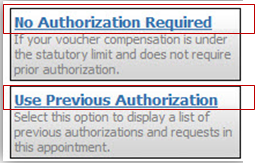 No Authorization Required
If your voucher compensation is under
the statutory limit and does not require
prior authorization.
Use Previous Authorization
Select this option to display a list of
previous authorizations and requests in
this appointment.